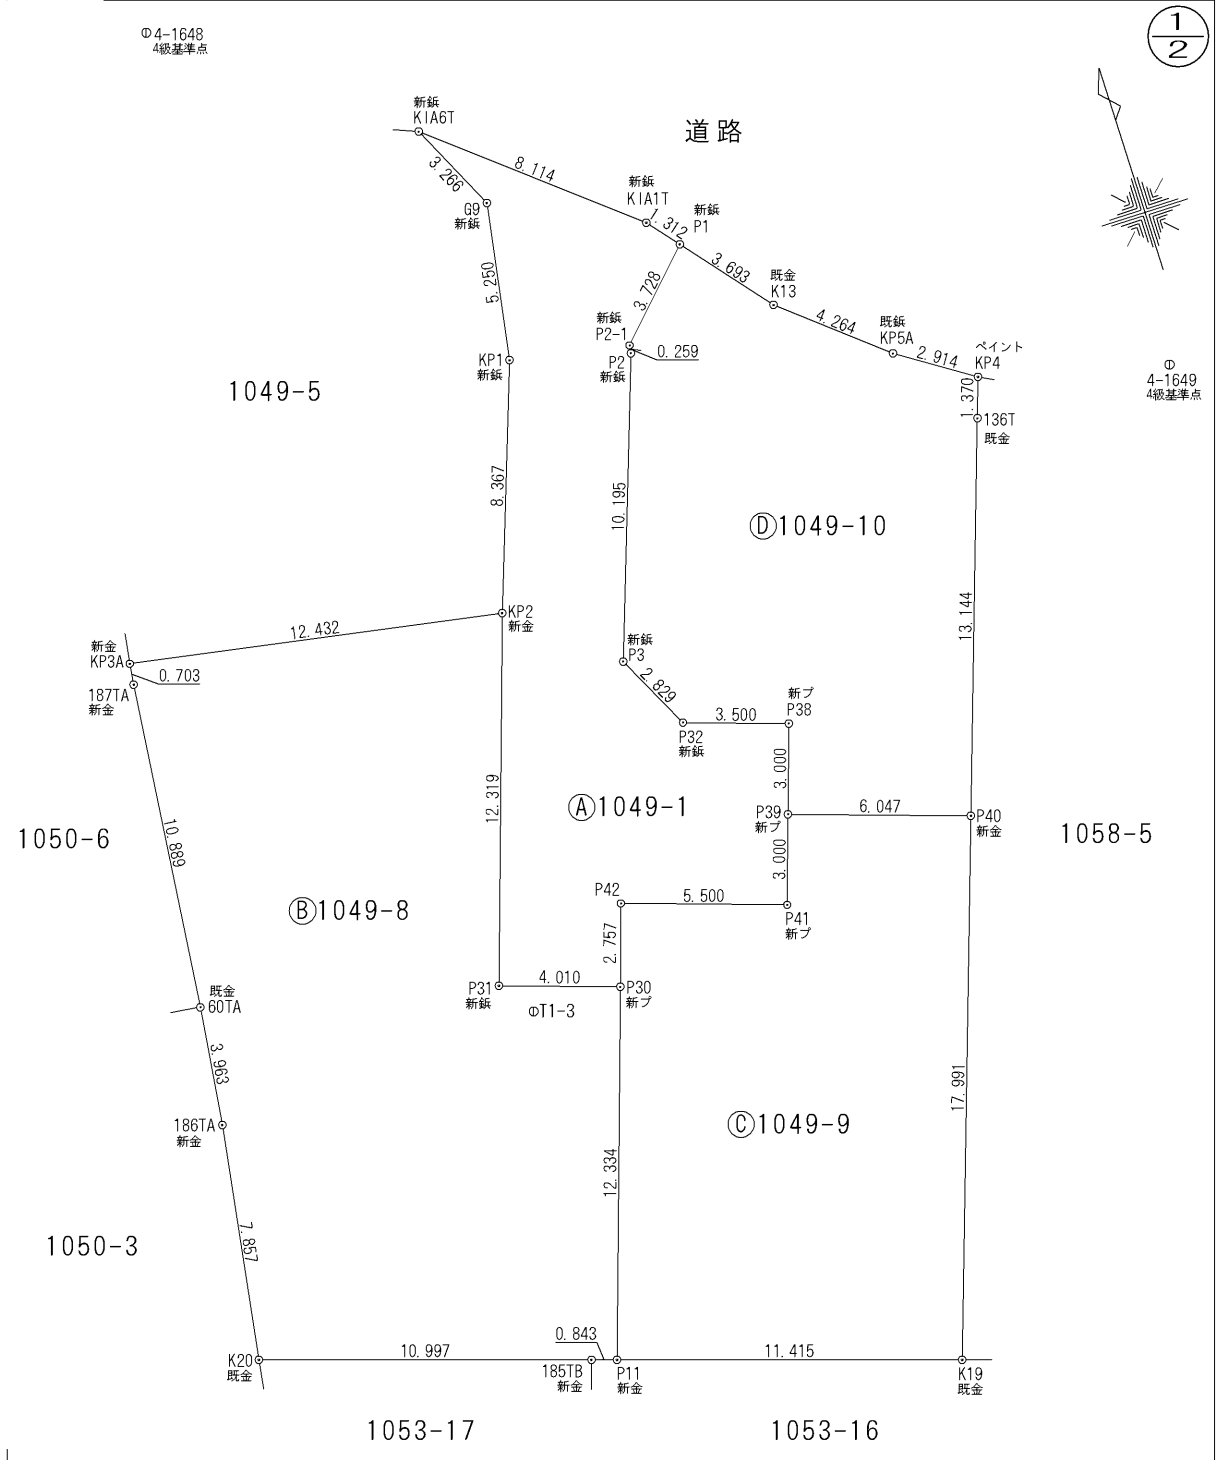 4-1648
4級基準点
1
2
新鋲
KIA6T
道路
8.114
3.266
新鋲
KIA1T
新鋲
P1
1.312
G9
新鋲
3.693
既金
K13
3.728
5.250
4.264
既鋲
KP5A
新鋲
P2-1
0.259
2.914
ペイント
KP4
P2
新鋲
KP1
新鋲
4-1649
4級基準点
1049-5
1.370
136T
既金
8.367
10.195
Ⓓ1049-10
13.144
KP2
新金
12.432
新金
KP3A
0.703
187TA
新金
新鋲
P3
2.829
新プ
P38
3.500
P32
新鋲
3.000
12.319
Ⓐ1049-1
P39
新プ
6.047
P40
新金
1050-6
10.889
1058-5
3.000
P42
5.500
P41
新プ
Ⓑ1049-8
2.757
4.010
P31
新鋲
P30
新プ
T1-3
既金
60TA
3.963
17.991
186TA
新金
Ⓒ1049-9
12.334
7.857
1050-3
0.843
10.997
11.415
K20
既金
185TB
新金
P11
新金
K19
既金
1053-17
1053-16